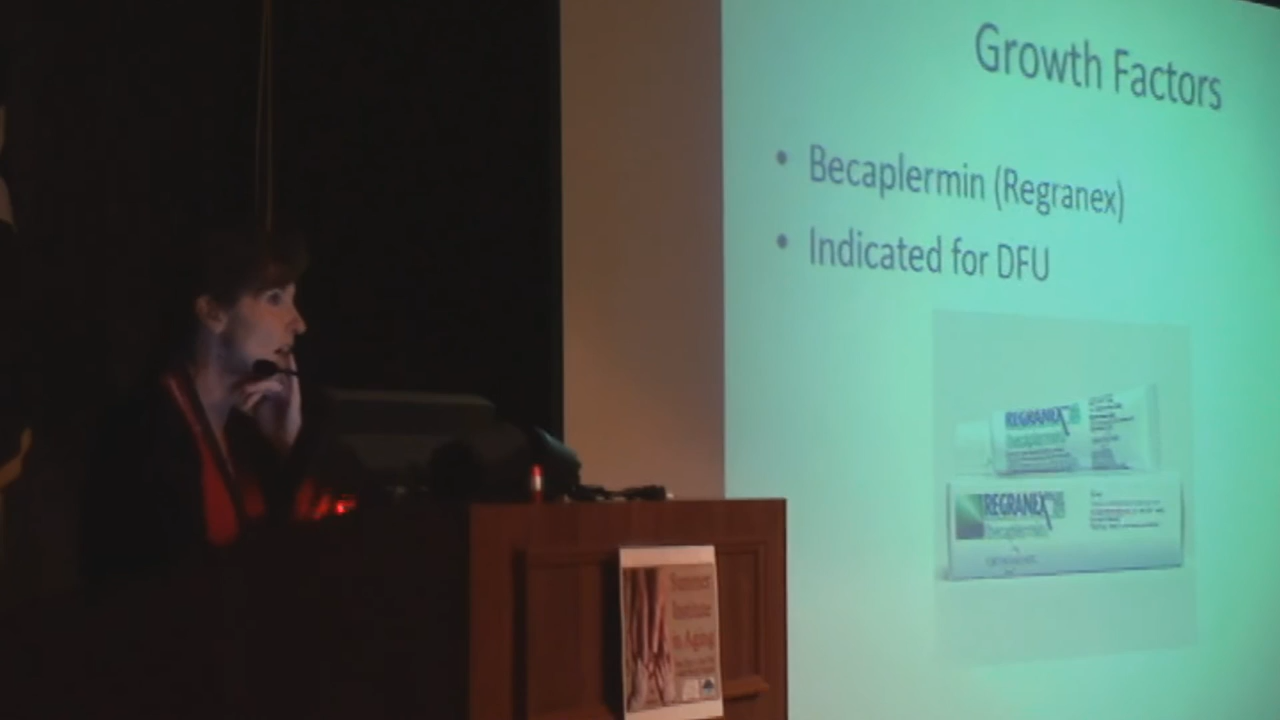 Growth Factors
• Becaplermin (Regranex)
• Indicated for DFU
REGRANEX
becaplermin
REGRANEX
becaplermin
Summer
Institute
in Aging